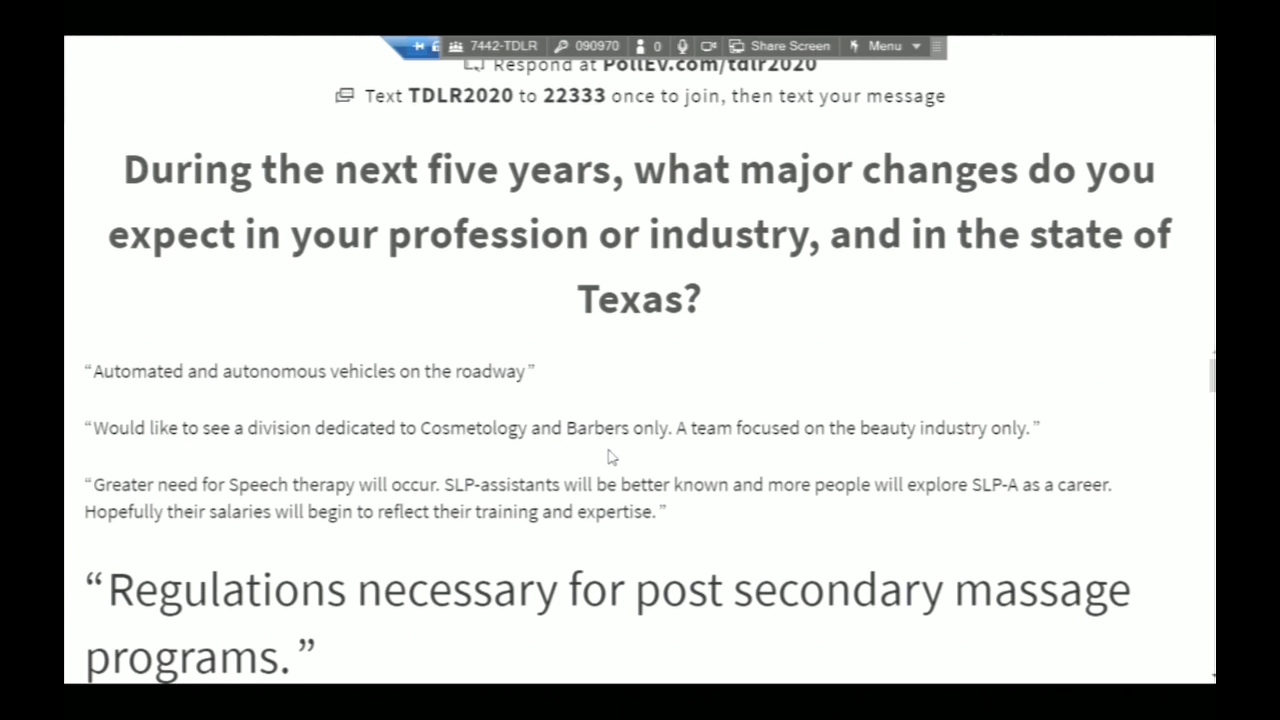 7442-TDLR 090970 0 Share Screen Menu
Respond at PollEv.com/tdlr2020
Text TDLR2020 to 22333 once to join, then text your message
During the next five years, what major changes do you
expect in your profession or industry, and in the state of
Texas?
“Automated and autonomous vehicles on the roadway”
“Would like to see a division dedicated to Cosmetology and Barbers only. A team focused on the beauty industry only.”
“Greater need for Speech therapy will occur. SLP-assistants will be better known and more people will explore SLP-A as a career.
Hopefully their salaries will begin to reflect their training and expertise.”
“Regulations necessary for post secondary massage
programs.”